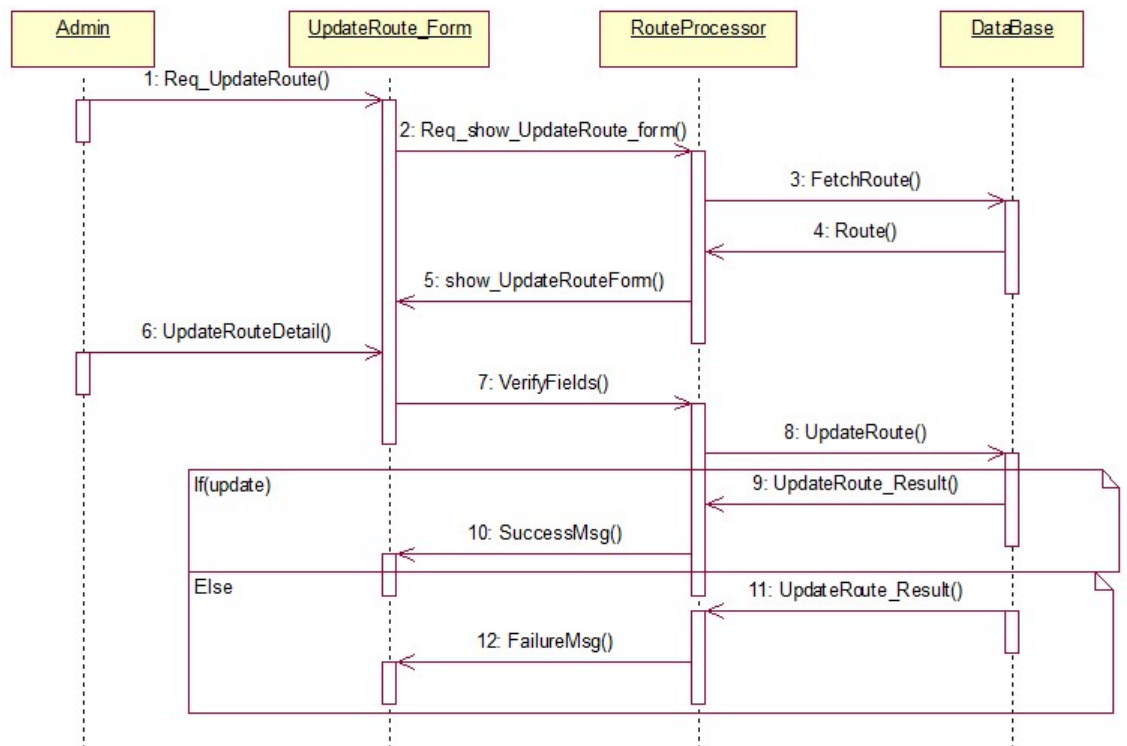 Admin
UpdateRoute_Form
RouteProcessor
DataBase
1: Req_UpdateRoute()
2: Req_show_UpdateRoute_form()
3: FetchRoute()
4: Route()
5: show_UpdateRouteForm()
6: UpdateRouteDetail()
7: VerifyFields()
8: UpdateRoute()
If(update)
9: UpdateRoute_Result()
10: SuccessMsg()
Else
11: UpdateRoute_Result()
12: FailureMsg()